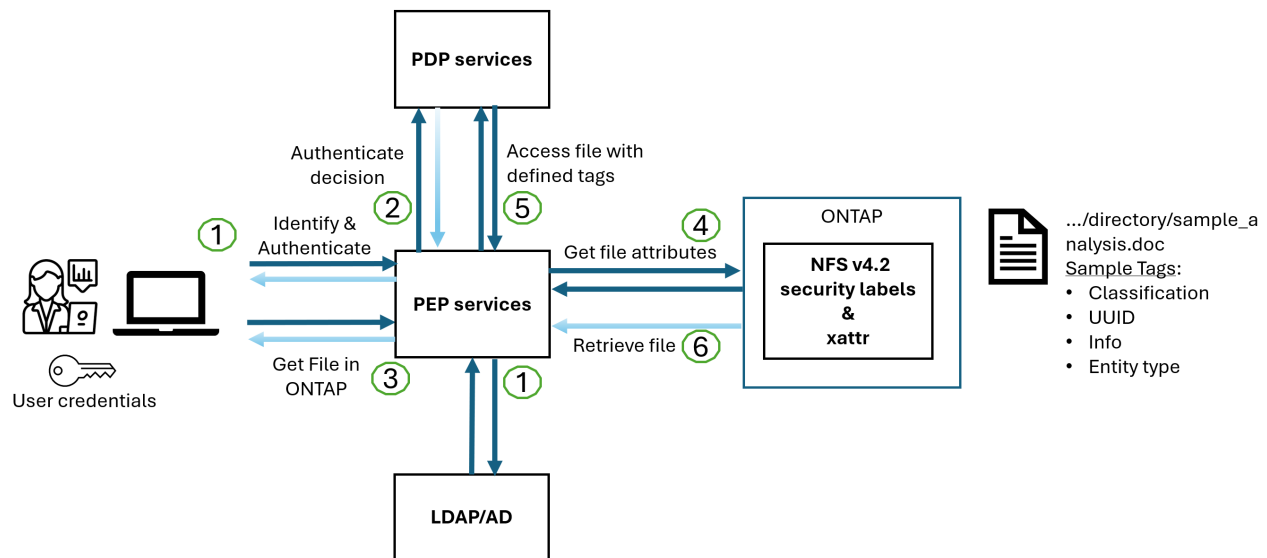 PDP services
Authenticate
decision
2
Access file with
defined tags
5
1
Identify &
Authenticate
PEP services
Get File in
ONTAP
3
User credentials
1
LDAP/AD
4
Get file attributes
Retrieve file
6
ONTAP
NFS v4.2
security labels
&
xattr
.../directory/sample_a
nalysis.doc
Sample Tags:
• Classification
• UUID
• Info
• Entity type